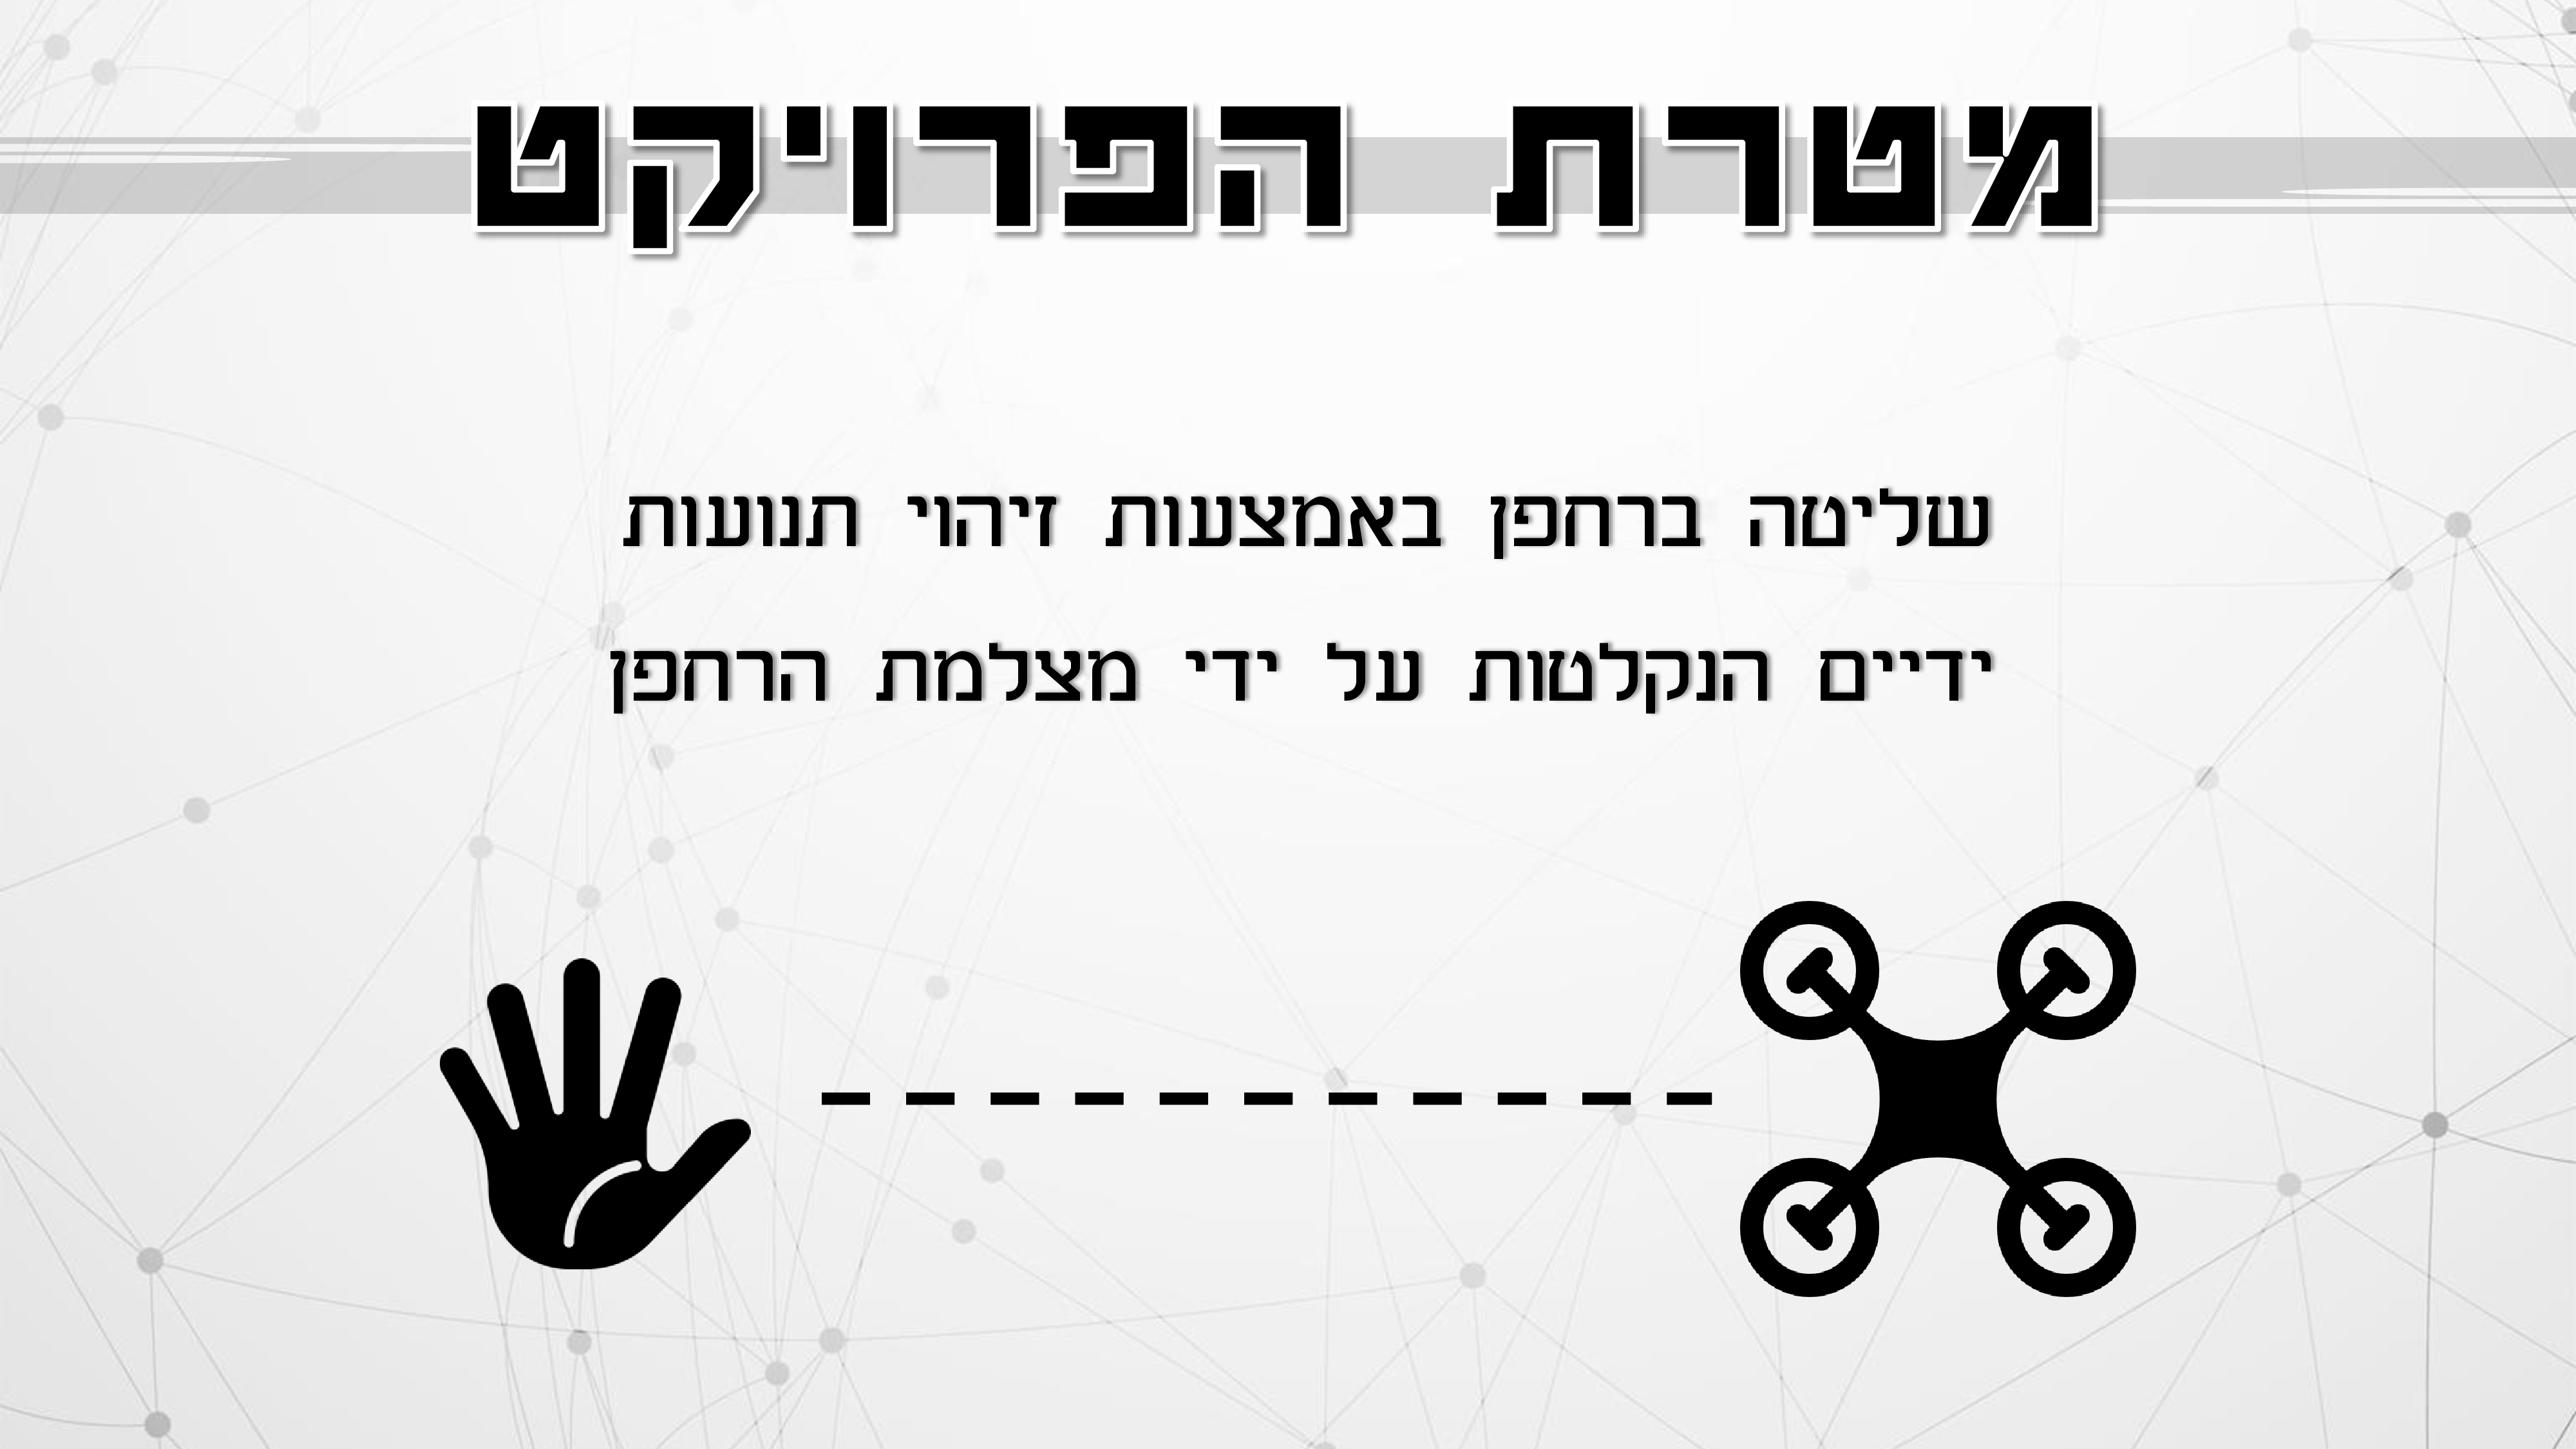 מטרת הפרויקט
שליטה ברחפן באמצעות זיהוי תנועות
ידיים הנקלטות על ידי מצלמת הרחפן